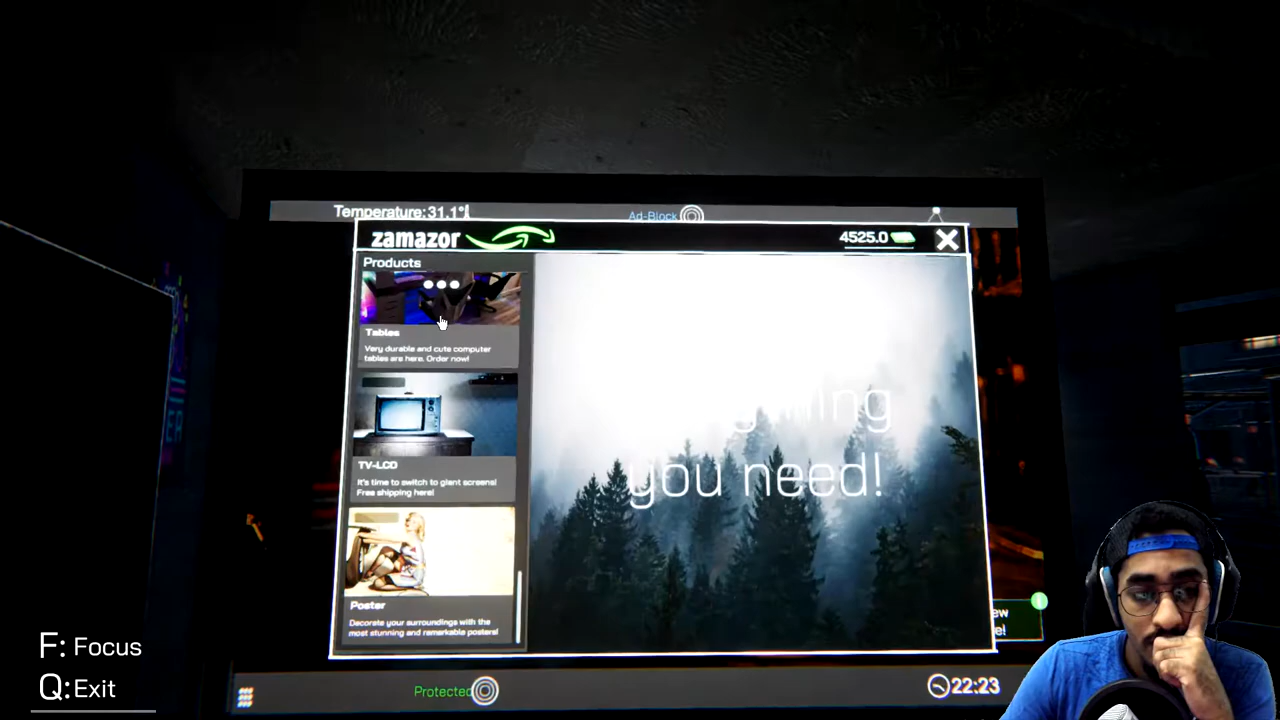 Temperature:31.1°
Ad-Block
zamazor
4525.0
Products
Tables
Very durable and cute computer
tables are here. Order now!
TV-LCD
It's time to switch to giant screens!
Free shipping here!
Poster
Decorate your surroundings with the
most stunning and remarkable posters!
you need!
F: Focus
Q: Exit
Protected
22:23